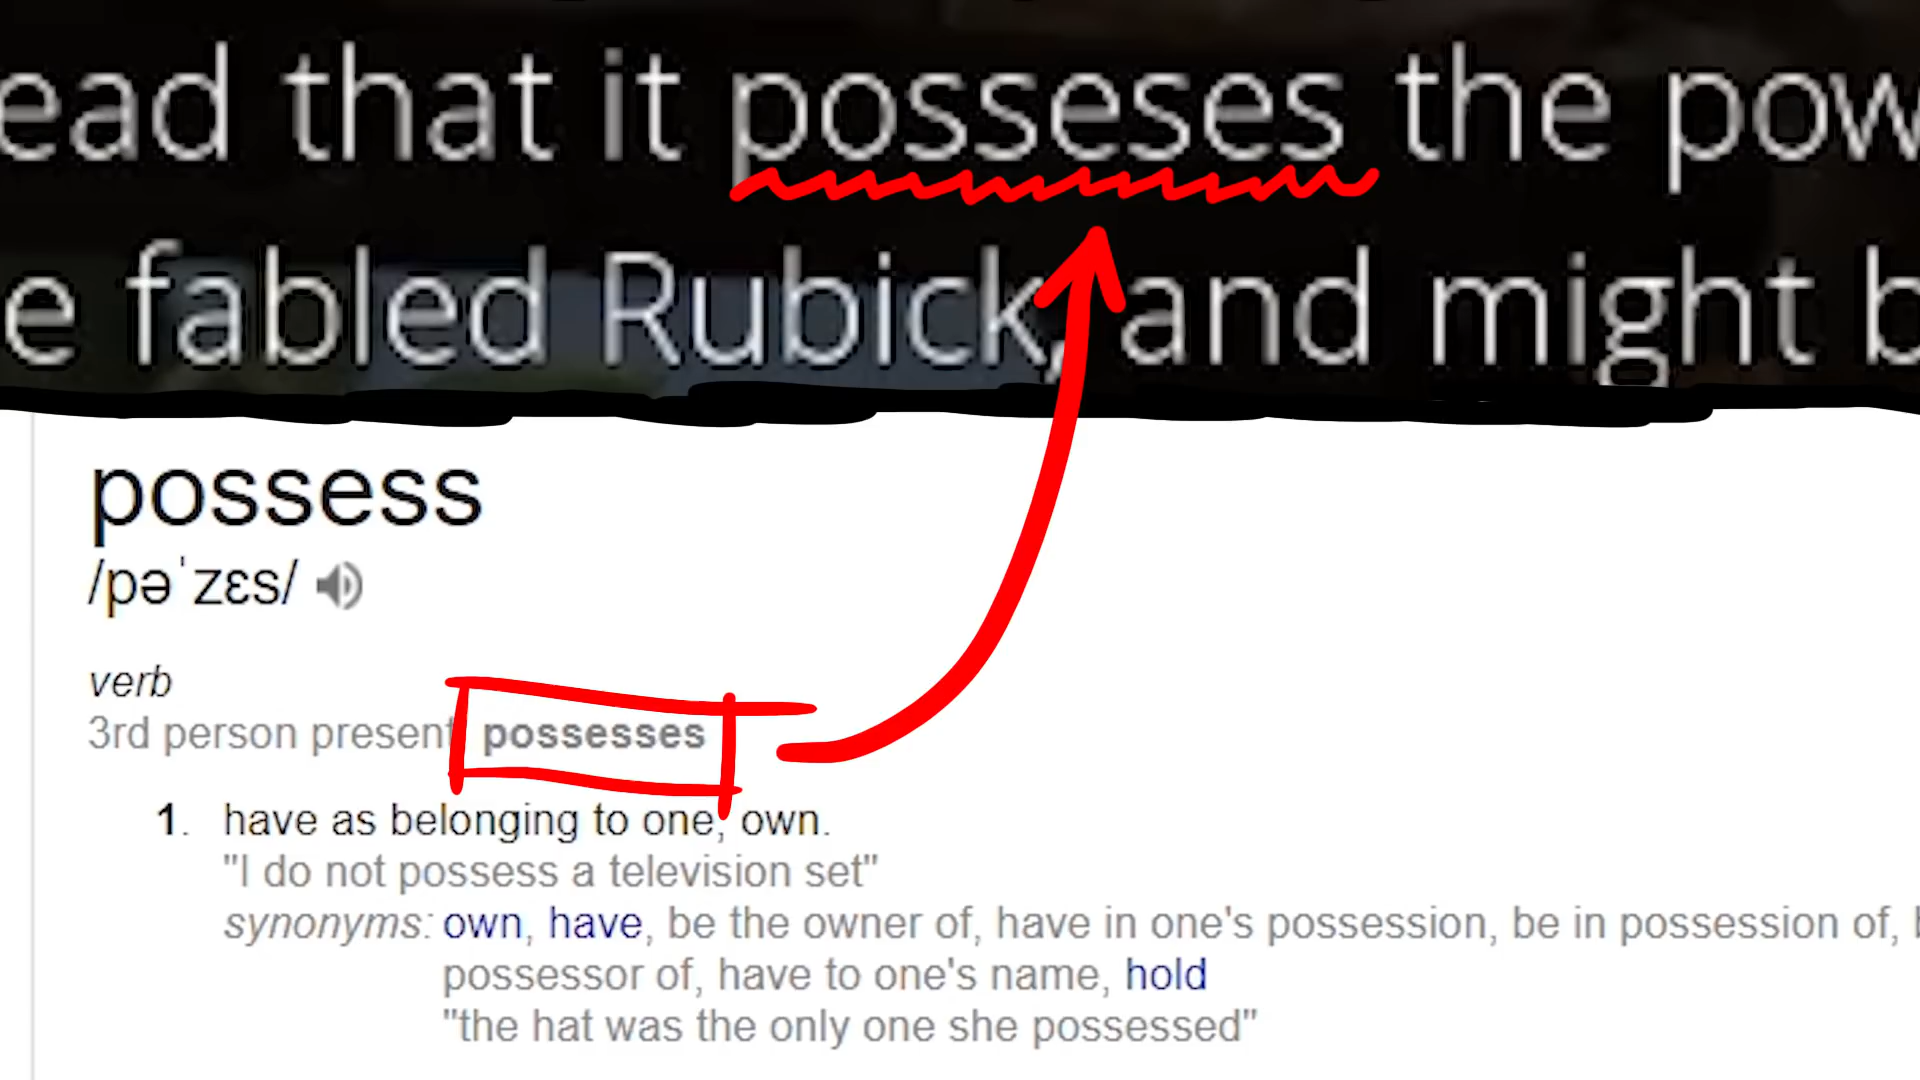 ead that it posseses the pow
e fabled Rubick, and might b
possess
/pəˈzɛs/
verb
3rd person present possesses
1. have as belonging to one; own.
"I do not possess a television set"
synonyms: own, have, be the owner of, have in one's possession, be in possession of,
possessor of, have to one's name, hold
"the hat was the only one she possessed"